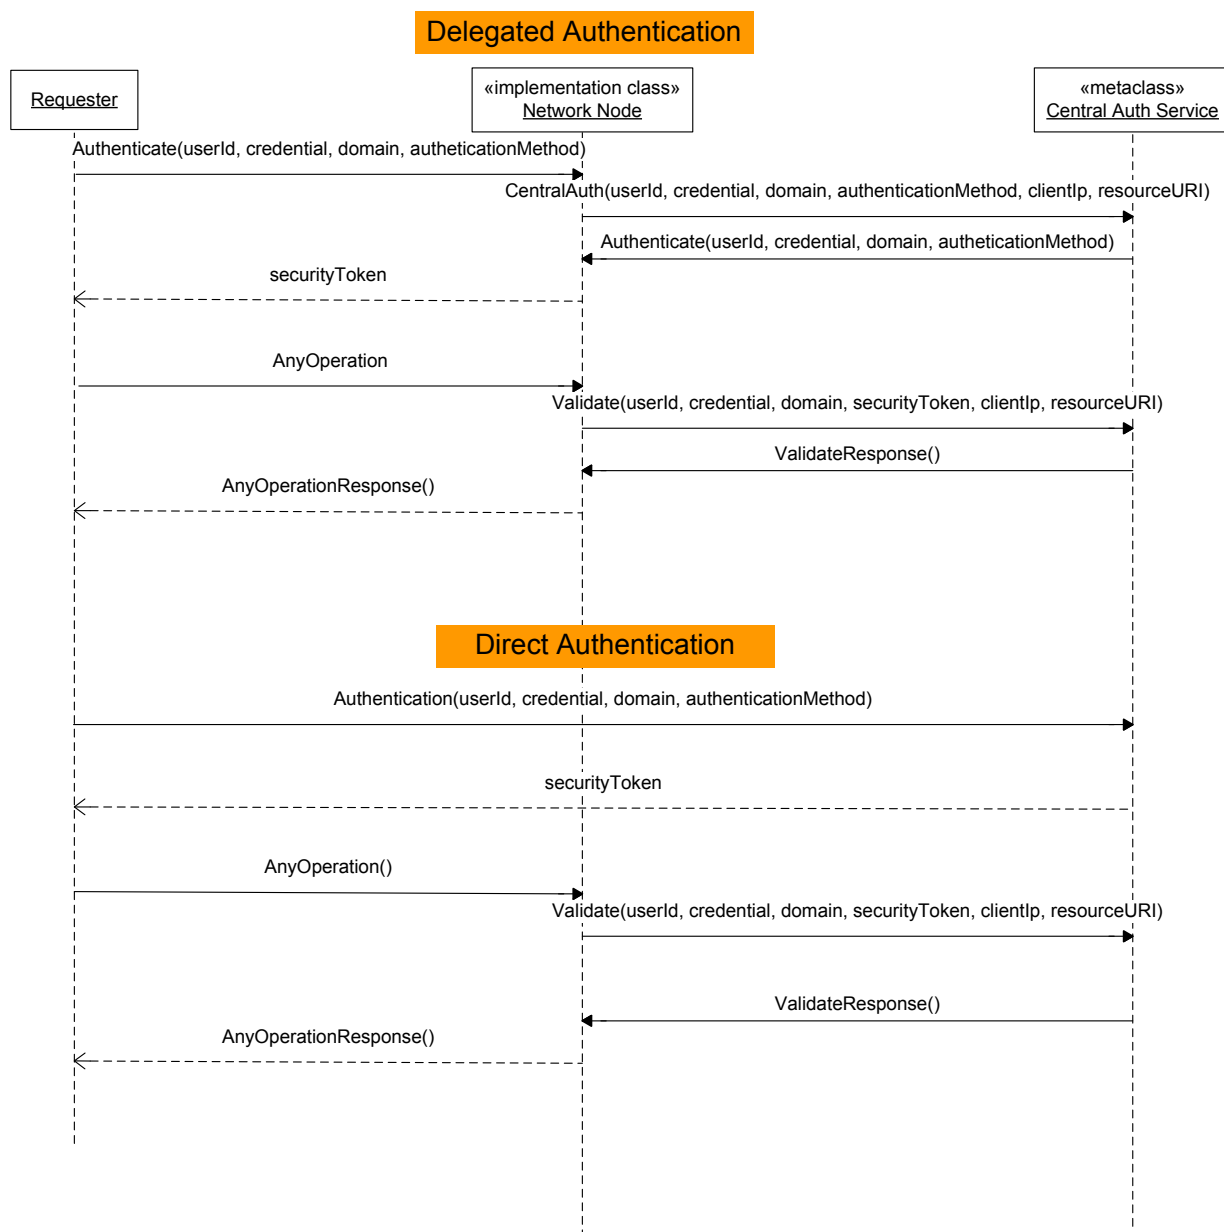 Delegated Authentication
Requester
«implementation class»
Network Node
«metaclass»
Central Auth Service
Authenticate(userId, credential, domain, autheticationMethod)
CentralAuth(userId, credential, domain, authenticationMethod, clientIp, resourceURI)
Authenticate(userId, credential, domain, autheticationMethod)
securityToken
AnyOperation
Validate(userId, credential, domain, securityToken, clientIp, resourceURI)
ValidateResponse()
AnyOperationResponse()
Direct Authentication
Authentication(userId, credential, domain, authenticationMethod)
securityToken
AnyOperation()
Validate(userId, credential, domain, securityToken, clientIp, resourceURI)
ValidateResponse()
AnyOperationResponse()